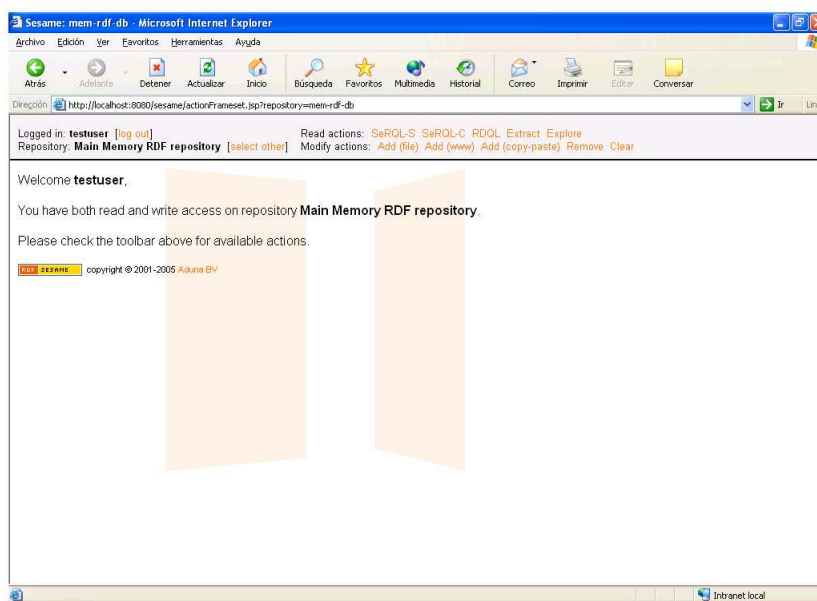 Sesame: mem-rdf-db - Microsoft Internet Explorer
Archivo Edición Ver Favoritos Herramientas Ayuda
Atrás Adelante Detener Actualizar Inicio Búsqueda Favoritos Multimedia Historial Correo Imprimir Editar Conversar
Dirección http://localhost:8080/sesame/actionFrameset.jsp?repository=mem-rdf-db Ir
Logged in: testuser [log out] Read actions: SeRQL-S SeRQL-C RDQL Extract Explore
Repository: Main Memory RDF repository [select other] Modify actions: Add (file) Add (www) Add (copy-paste) Remove Clear
Welcome testuser,
You have both read and write access on repository Main Memory RDF repository.
Please check the toolbar above for available actions.
RDF SESAME copyright © 2001-2005 Aduna BV
Intranet local